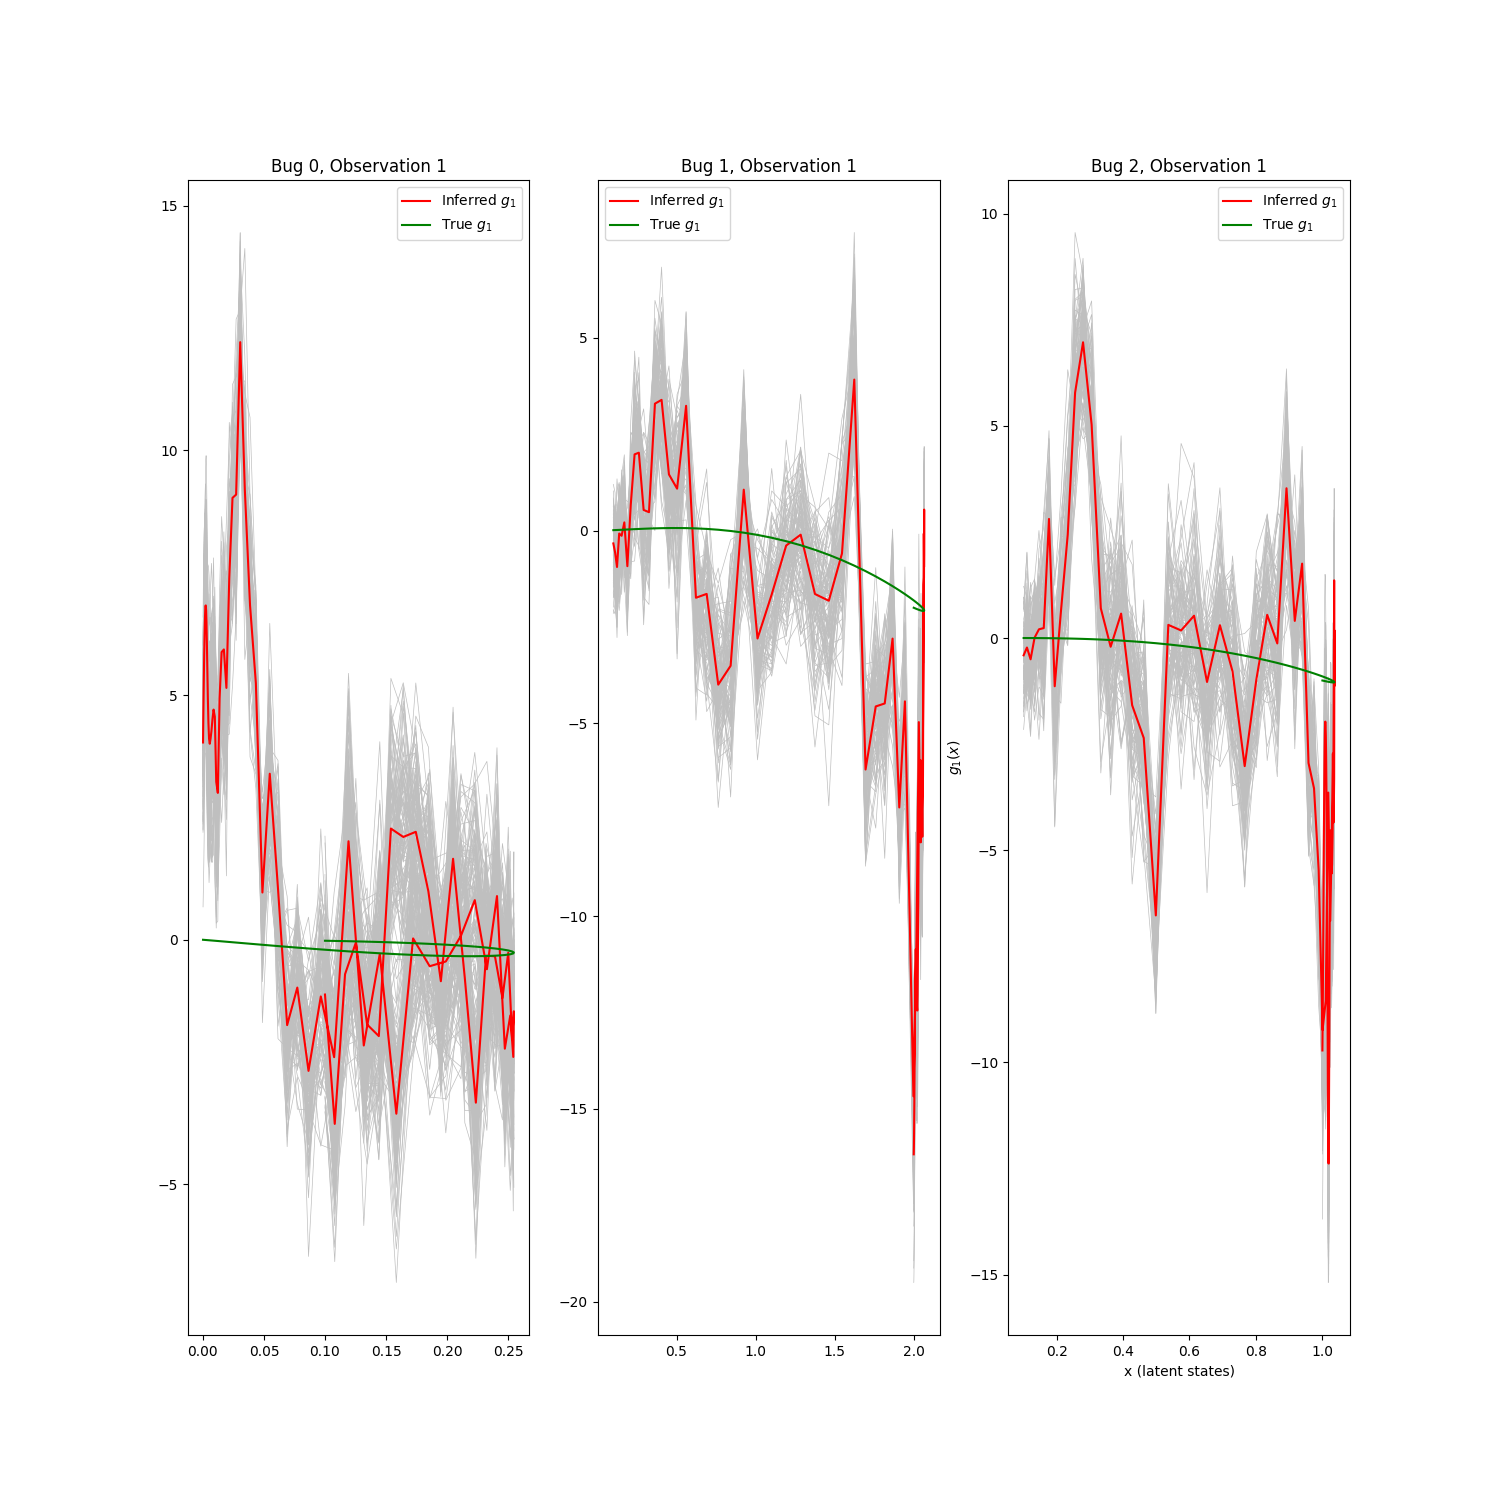 Bug 0, Observation 1
Inferred g₁
True g₁
15
10
5
0
−5
0.00 0.05 0.10 0.15 0.20 0.25
Bug 1, Observation 1
Inferred g₁
True g₁
5
0
−5
−10
−15
−20
0.5 1.0 1.5 2.0
Bug 2, Observation 1
Inferred g₁
True g₁
g₁(x)
10
5
0
−5
−10
−15
0.2 0.4 0.6 0.8 1.0
x (latent states)